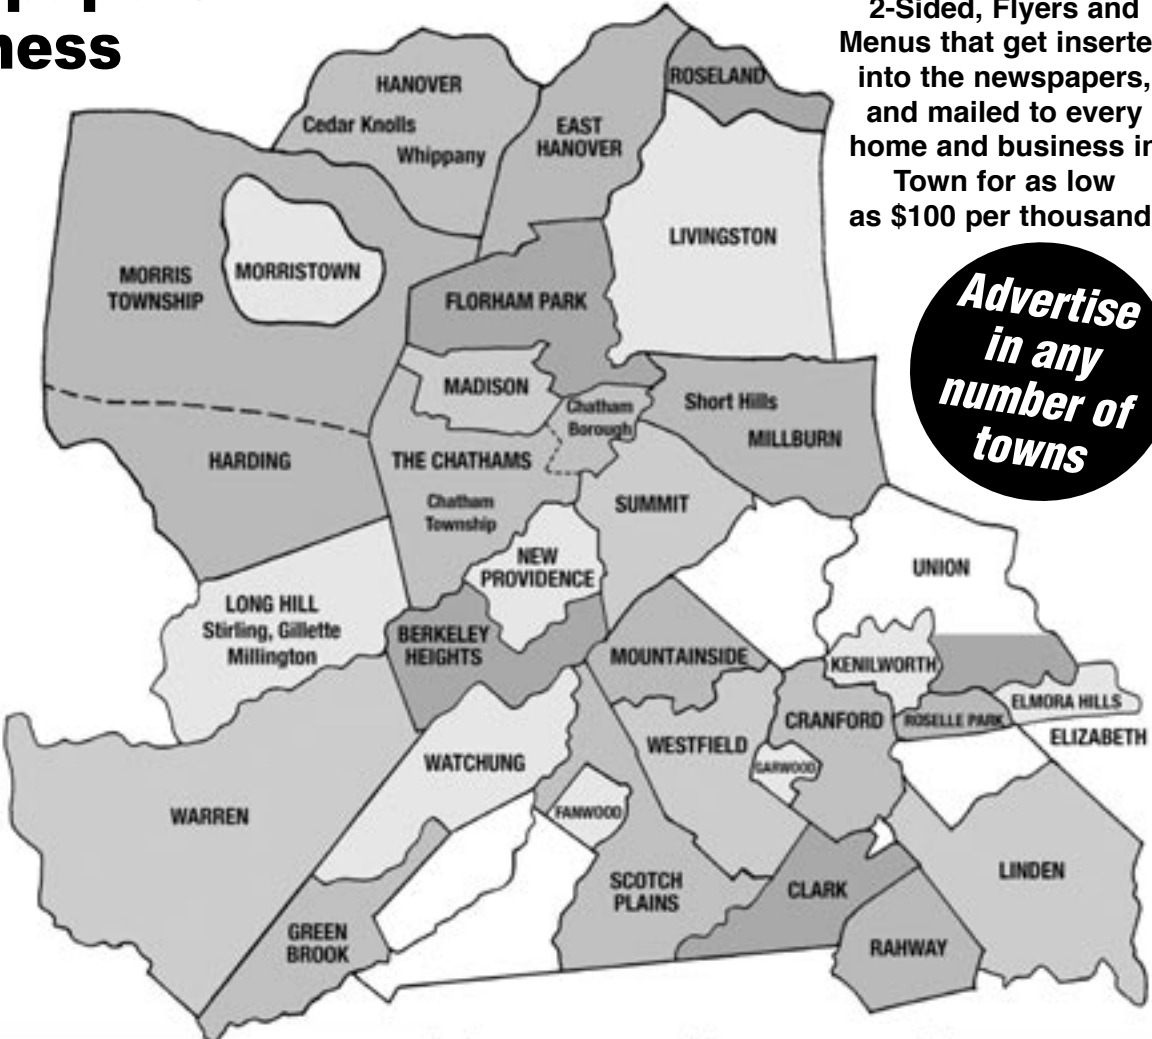 ness
2-Sided, Flyers and
Menus that get inserte
into the newspapers,
and mailed to every
home and business in
Town for as low
as $100 per thousand
Advertise
in any
number of
towns
HANOVER
Cedar Knolls
Whippany
EAST
HANOVER
ROSELAND
LIVINGSTON
MORRIS
TOWNSHIP
MORRISTOWN
FLORHAM PARK
MADISON
Chatham
Borough
Short Hills
MILLBURN
HARDING
THE CHATHAMS
Chatham
Township
SUMMIT
NEW
PROVIDENCE
UNION
LONG HILL
Stirling, Gillette
Millington
BERKELEY
HEIGHTS
MOUNTAINSIDE
KENILWORTH
ELMORA HILLS
ROSELLE PARK
CRANFORD
ELIZABETH
WESTFIELD
GARWOOD
WATCHUNG
WARREN
FANWOOD
SCOTCH
PLAINS
CLARK
LINDEN
GREEN
BROOK
RAHWAY